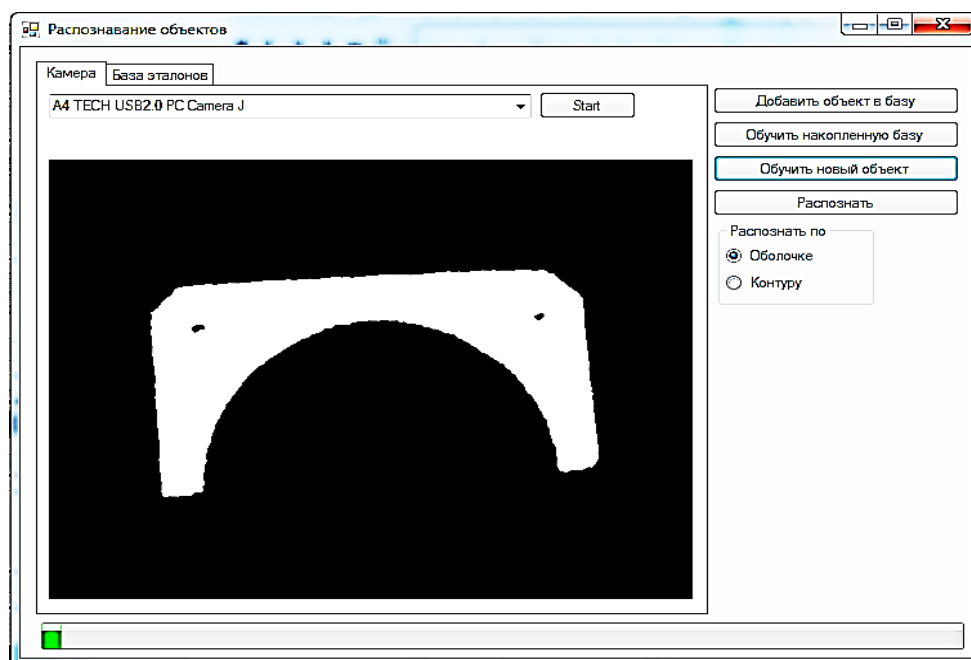 Распознавание объектов
Камера
База эталонов
A4 TECH USB2.0 PC Camera J
Start
Добавить объект в базу
Обучить накопленную базу
Обучить новый объект
Распознать
Распознать по
Оболочке
Контуру